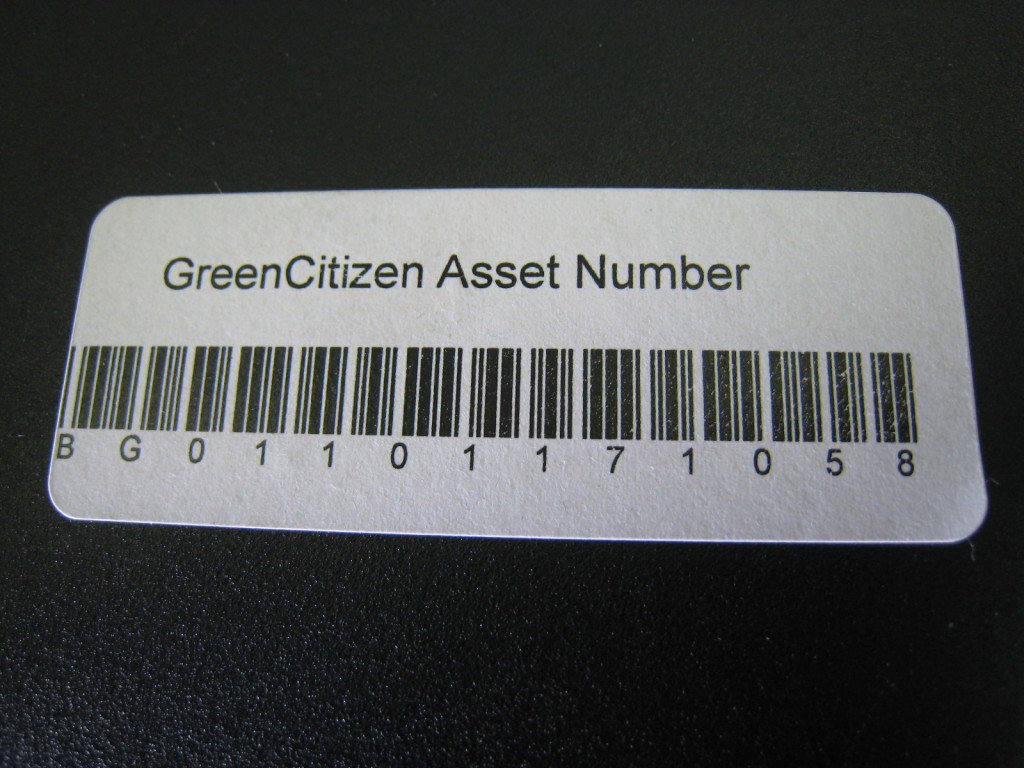 GreenCitizen Asset Number
B G 0 1 1 0 1 1 7 1 0 5 8